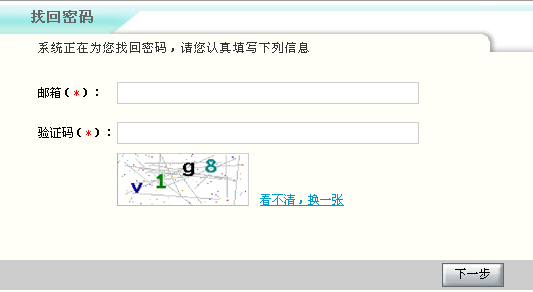 找回密码
系统正在为您找回密码，请您认真填写下列信息
邮箱(*)：
验证码(*)：
v1g8
看不清，换一张
下一步